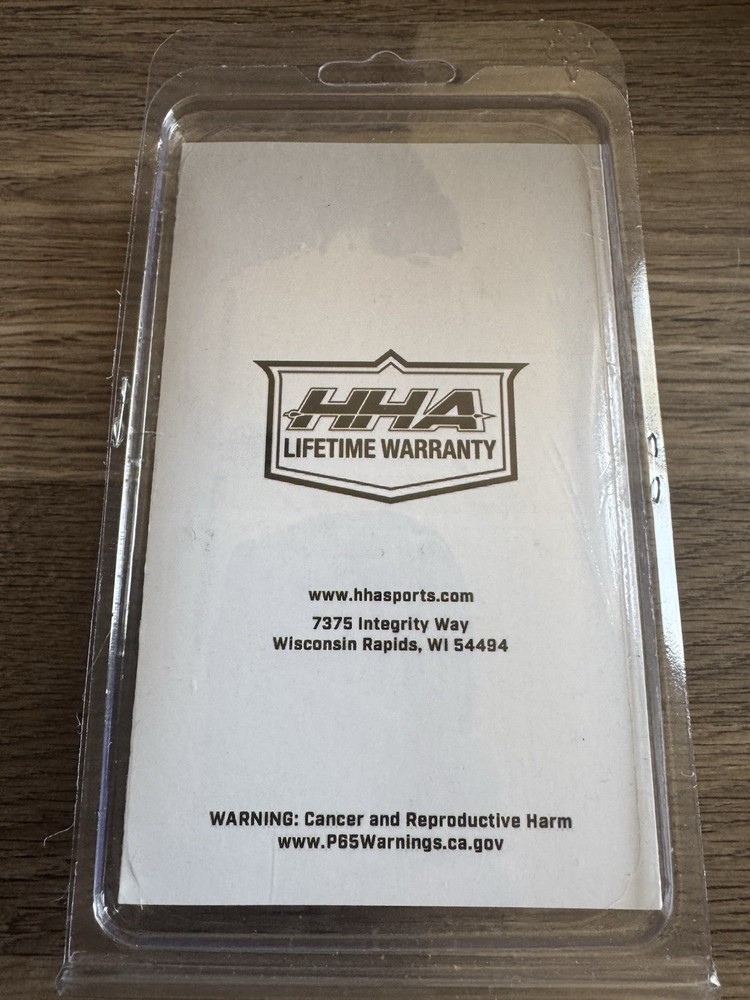 HHA
LIFETIME WARRANTY
www.hhasports.com
7375 Integrity Way
Wisconsin Rapids, WI 54494
WARNING: Cancer and Reproductive Harm
www.P65Warnings.ca.gov